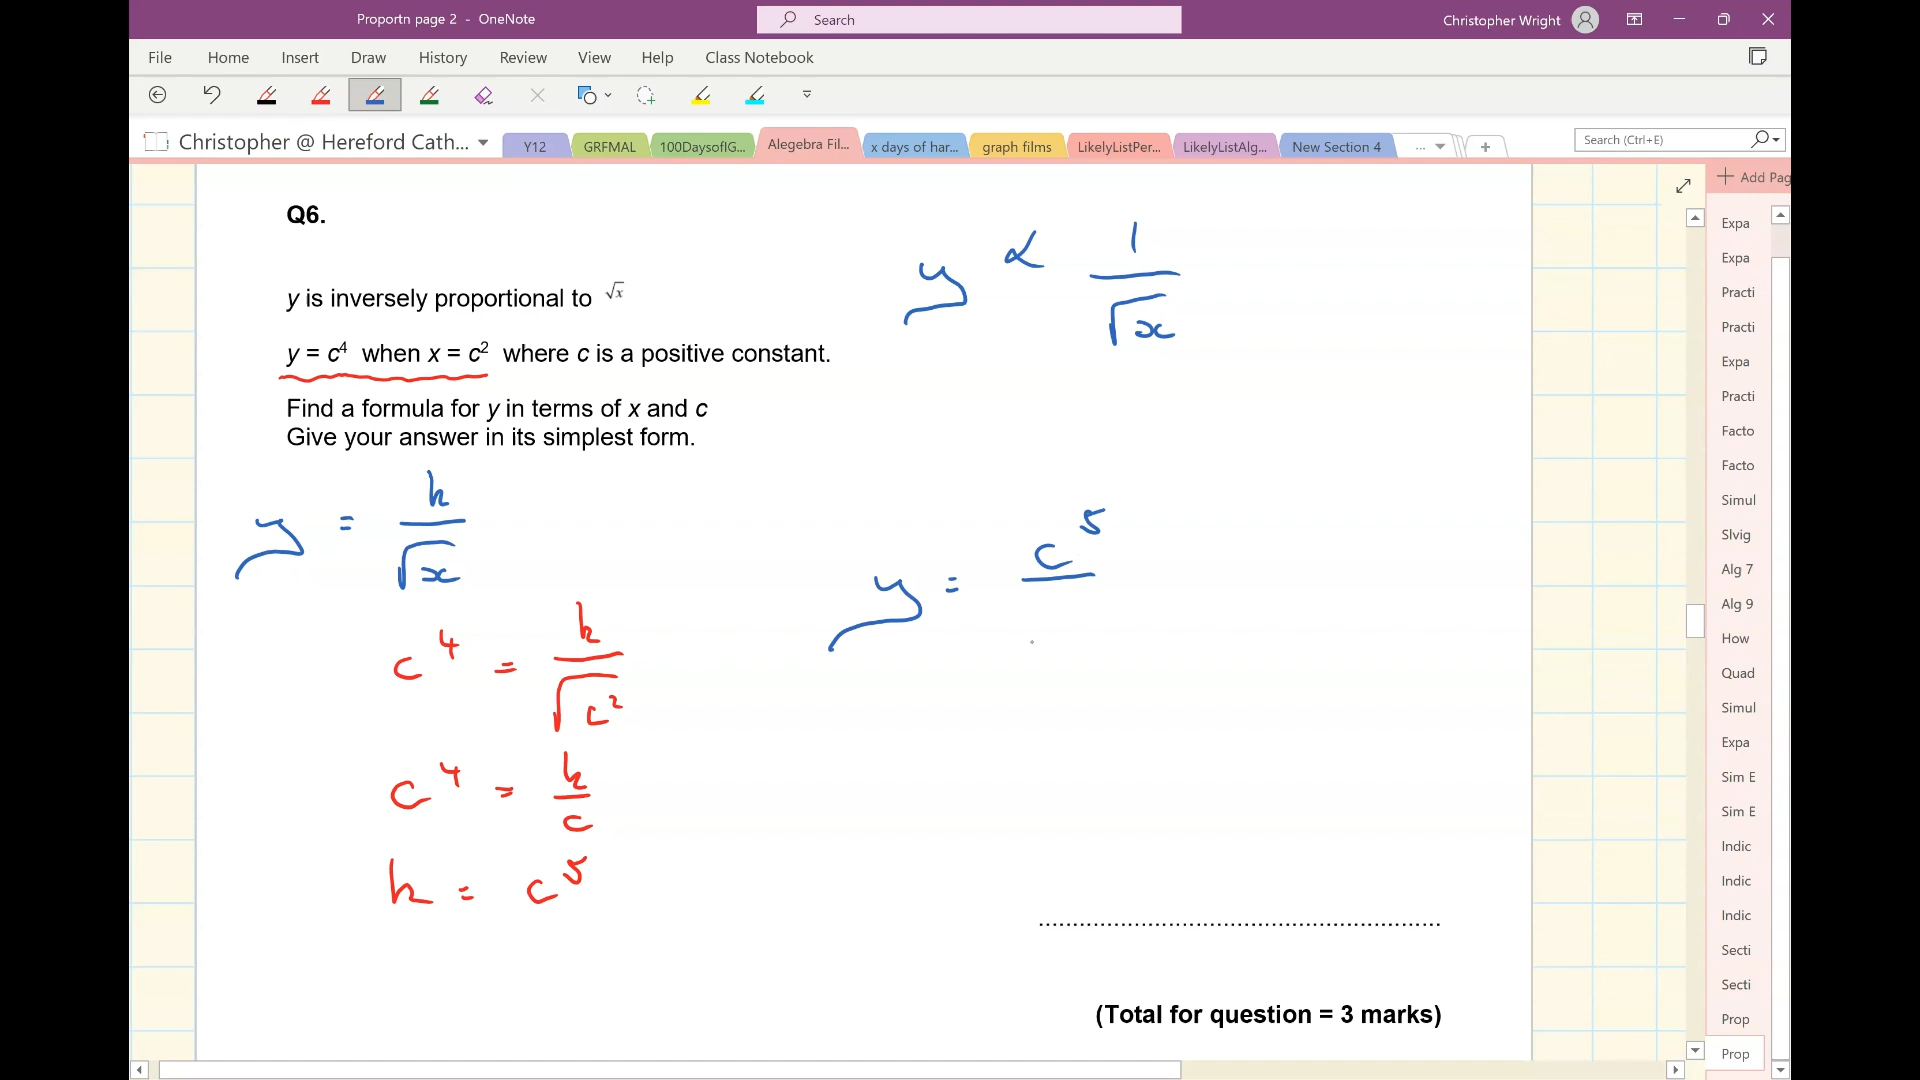 Proportn page 2 - OneNote
Search
Christopher Wright
File Home Insert Draw History Review View Help Class Notebook
Christopher @ Hereford Cath...
Y12 GRFMAL 100DaysofIG... Alegebra Fil... x days of har... graph films LikelyListPer... LikelyListAlg... New Section 4 ... +
Search (Ctrl+E)
Add Pag
Q6.
y is inversely proportional to √x
y = c⁴ when x = c² where c is a positive constant.
Find a formula for y in terms of x and c
Give your answer in its simplest form.
y ∝ 1/√x
y = k/√x
c⁴ = k/√c²
c⁴ = k/c
k = c⁵
y = c⁵
(Total for question = 3 marks)
Expa
Expa
Practi
Practi
Expa
Practi
Facto
Facto
Simul
Slvig
Alg 7
Alg 9
How
Quad
Simul
Expa
Sim E
Sim E
Indic
Indic
Indic
Secti
Secti
Prop
Prop